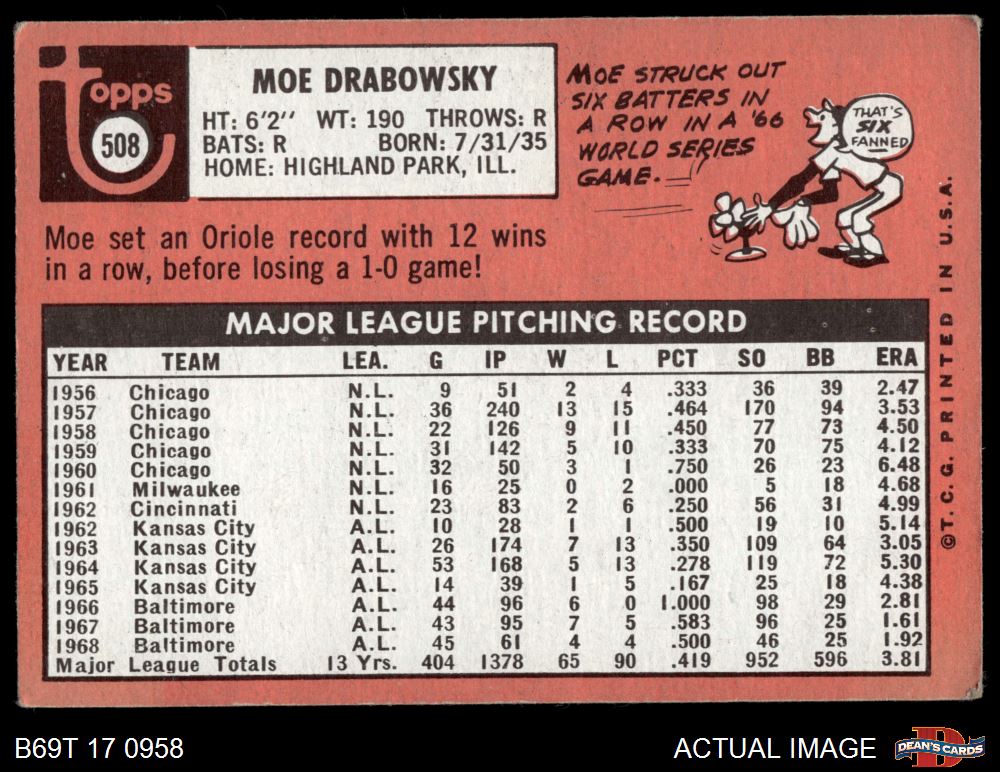 topps
508
MOE DRABOWSKY
HT: 6'2" WT: 190 THROWS: R
BATS: R BORN: 7/31/35
HOME: HIGHLAND PARK, ILL.
MOE STRUCK OUT
SIX BATTERS IN
A ROW IN A '66
WORLD SERIES
GAME.
THAT'S
SIX
FANNED
Moe set an Oriole record with 12 wins
in a row, before losing a 1-0 game!
MAJOR LEAGUE PITCHING RECORD
YEAR TEAM LEA. G IP W L PCT SO BB ERA
1956 Chicago N.L. 9 51 2 4 .333 36 39 2.47
1957 Chicago N.L. 36 240 13 15 .464 170 94 3.53
1958 Chicago N.L. 22 126 9 11 .450 77 73 4.50
1959 Chicago N.L. 31 142 5 10 .333 70 75 4.12
1960 Chicago N.L. 32 50 3 1 .750 26 23 6.48
1961 Milwaukee N.L. 16 25 0 2 .000 5 18 4.68
1962 Cincinnati N.L. 23 83 2 6 .250 56 31 4.99
1962 Kansas City A.L. 10 28 1 1 .500 19 10 5.14
1963 Kansas City A.L. 26 174 7 13 .350 109 64 3.05
1964 Kansas City A.L. 53 168 5 13 .278 119 72 5.30
1965 Kansas City A.L. 14 39 1 5 .167 25 18 4.38
1966 Baltimore A.L. 44 96 6 0 1.000 98 29 2.81
1967 Baltimore A.L. 43 95 7 5 .583 96 25 1.61
1968 Baltimore A.L. 45 61 4 4 .500 46 25 1.92
Major League Totals 13 Yrs. 404 1378 65 90 .419 952 596 3.81
©T. C. G. PRINTED IN U.S.A.
B69T 17 0958
ACTUAL IMAGE
DEAN'S CARDS